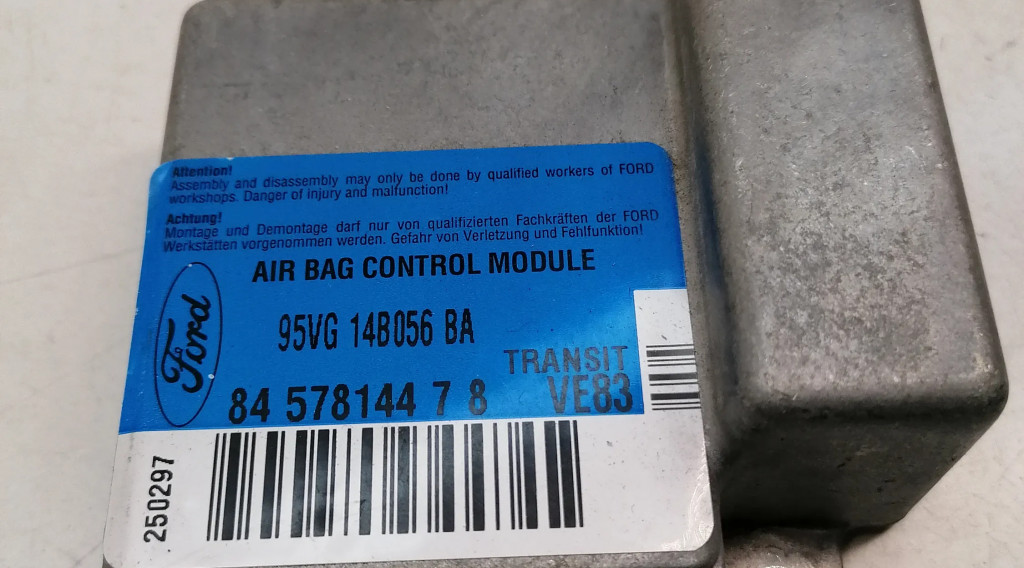 Attention!
Assembly and disassembly may only be done by qualified workers of FORD
workshops. Danger of injury and malfunction!
Achtung!
Montage und Demontage darf nur von qualifizierten Fachkräften der FORD
Werkstätten vorgenommen werden. Gefahr von Verletzung und Fehlfunktion!
AIR BAG CONTROL MODULE
Ford
95VG 14B056 BA
TRANSIT
84 578144 7 8
VE83
250297